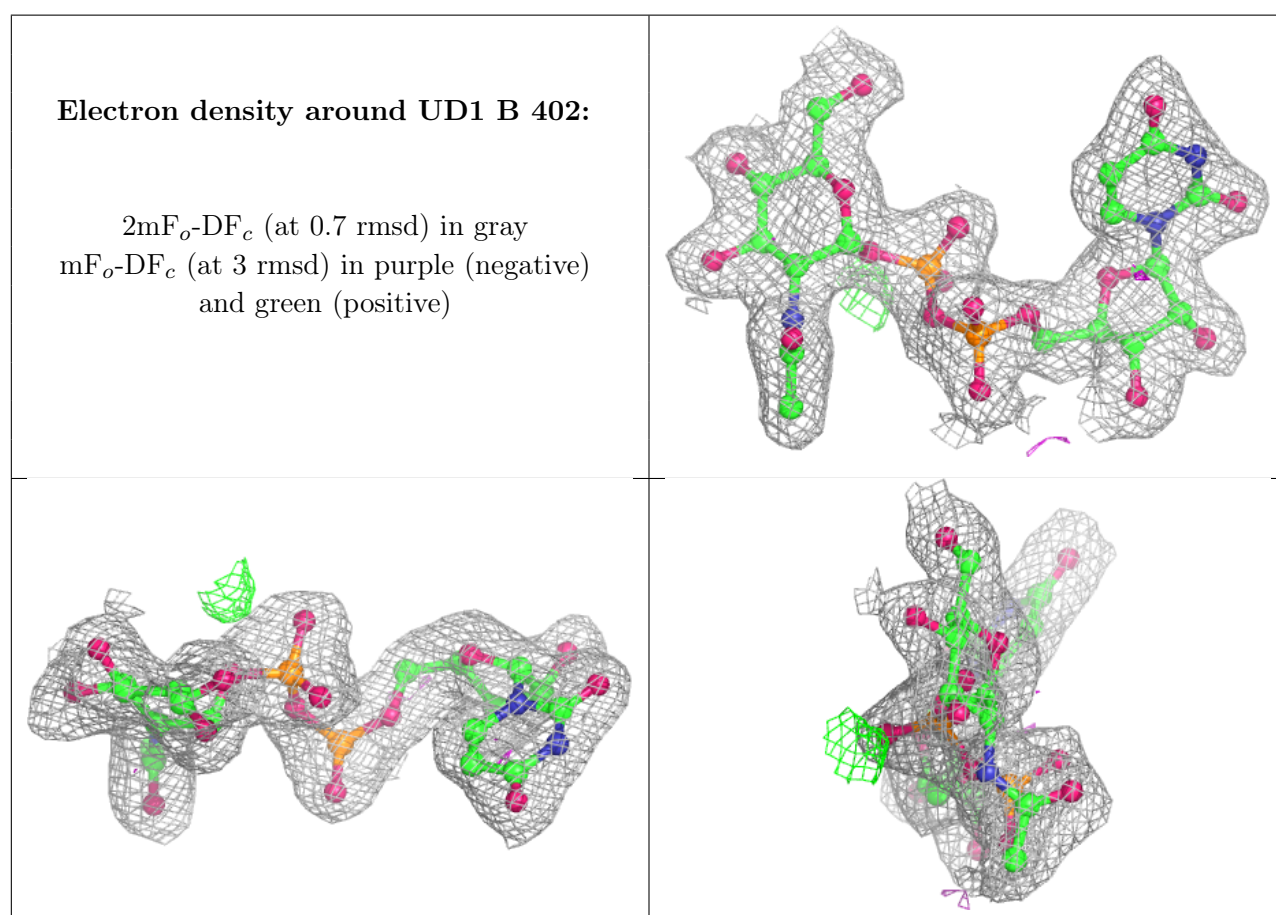 Electron density around UD1 B 402:
2mFo-DFc (at 0.7 rmsd) in gray
mFo-DFc (at 3 rmsd) in purple (negative)
and green (positive)